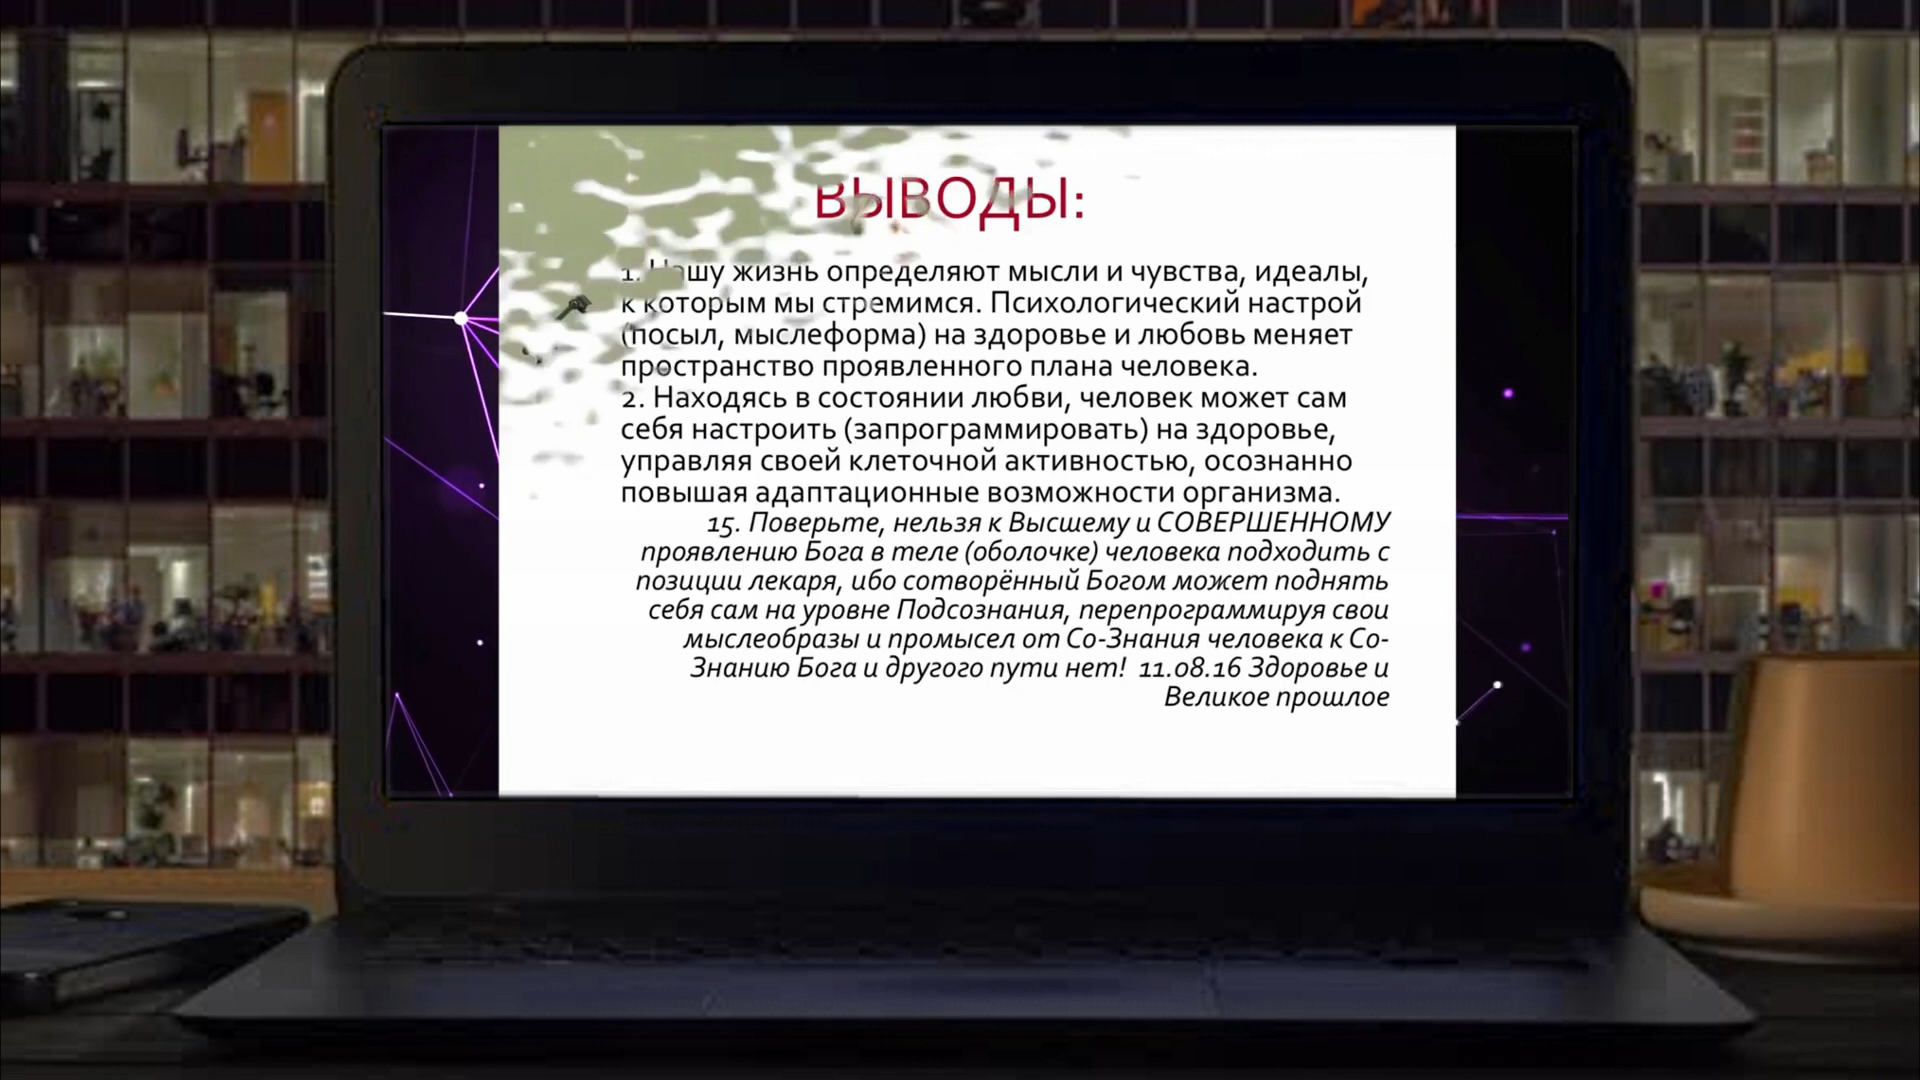 ВЫВОДЫ:
1. Нашу жизнь определяют мысли и чувства, идеалы,
к которым мы стремимся. Психологический настрой
(посыл, мыслеформа) на здоровье и любовь меняет
пространство проявленного плана человека.
2. Находясь в состоянии любви, человек может сам
себя настроить (запрограммировать) на здоровье,
управляя своей клеточной активностью, осознанно
повышая адаптационные возможности организма.
15. Поверьте, нельзя к Высшему и СОВЕРШЕННОМУ
проявлению Бога в теле (оболочке) человека подходить с
позиции лекаря, ибо сотворённый Богом может поднять
себя сам на уровне Подсознания, перепрограммируя свои
мыслеобразы и промысел от Со-Знания человека к Со-
Знанию Бога и другого пути нет! 11.08.16 Здоровье и
Великое прошлое